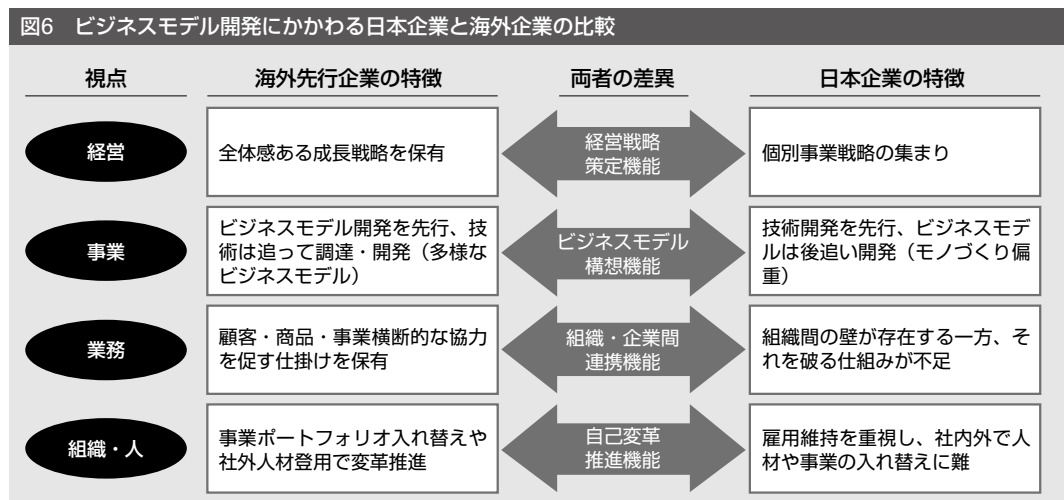 図6 ビジネスモデル開発にかかわる日本企業と海外企業の比較
視点
海外先行企業の特徴
両者の差異
日本企業の特徴
経営
全体感ある成長戦略を保有
経営戦略
策定機能
個別事業戦略の集まり
事業
ビジネスモデル開発を先行、技
術は追って調達・開発（多様な
ビジネスモデル）
ビジネスモデル
構想機能
技術開発を先行、ビジネスモデ
ルは後追い開発（モノづくり偏
重）
業務
顧客・商品・事業横断的な協力
を促す仕掛けを保有
組織・企業間
連携機能
組織間の壁が存在する一方、そ
れを破る仕組みが不足
組織・人
事業ポートフォリオ入れ替えや
社外人材登用で変革推進
自己変革
推進機能
雇用維持を重視し、社内外で人
材や事業の入れ替えに難